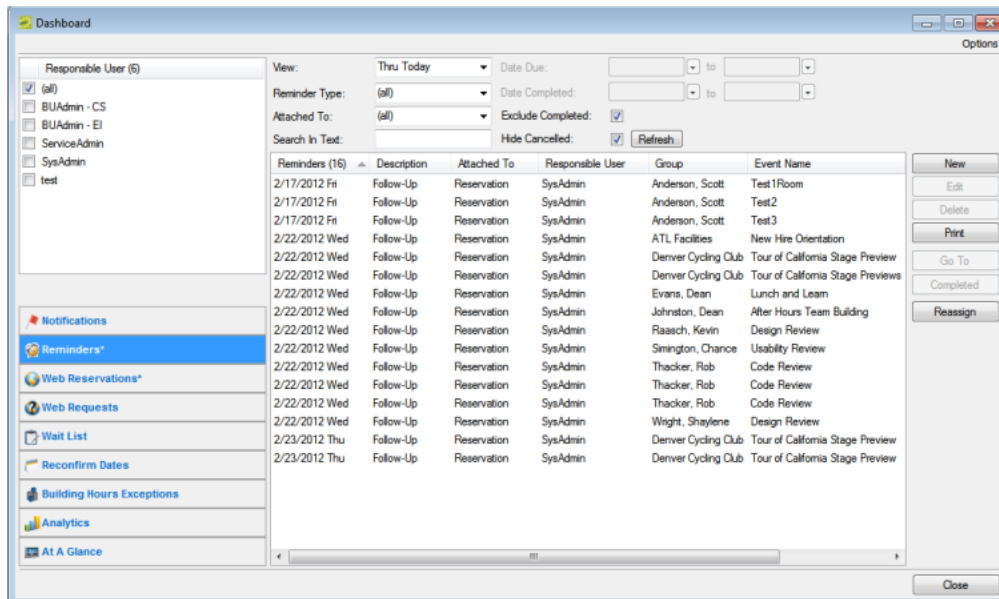 Dashboard
Options
Responsible User (6)
(all)
BUAdmin - CS
BUAdmin - EI
ServiceAdmin
SysAdmin
test
View: Thru Today Date Due: to
Reminder Type: (all) Date Completed: to
Attached To: (all) Exclude Completed:
Search In Text: Hide Cancelled: Refresh
Reminders (16) Description Attached To Responsible User Group Event Name
2/17/2012 Fri Follow-Up Reservation SysAdmin Anderson, Scott Test1Room
2/17/2012 Fri Follow-Up Reservation SysAdmin Anderson, Scott Test2
2/17/2012 Fri Follow-Up Reservation SysAdmin Anderson, Scott Test3
2/22/2012 Wed Follow-Up Reservation SysAdmin ATL Facilities New Hire Orientation
2/22/2012 Wed Follow-Up Reservation SysAdmin Denver Cycling Club Tour of California Stage Preview
2/22/2012 Wed Follow-Up Reservation SysAdmin Denver Cycling Club Tour of California Stage Previews
2/22/2012 Wed Follow-Up Reservation SysAdmin Evans, Dean Lunch and Learn
2/22/2012 Wed Follow-Up Reservation SysAdmin Johnston, Dean After Hours Team Building
2/22/2012 Wed Follow-Up Reservation SysAdmin Raasch, Kevin Design Review
2/22/2012 Wed Follow-Up Reservation SysAdmin Simington, Chance Usability Review
2/22/2012 Wed Follow-Up Reservation SysAdmin Thacker, Rob Code Review
2/22/2012 Wed Follow-Up Reservation SysAdmin Thacker, Rob Code Review
2/22/2012 Wed Follow-Up Reservation SysAdmin Thacker, Rob Code Review
2/22/2012 Wed Follow-Up Reservation SysAdmin Wright, Shaylene Design Review
2/23/2012 Thu Follow-Up Reservation SysAdmin Denver Cycling Club Tour of California Stage Preview
2/23/2012 Thu Follow-Up Reservation SysAdmin Denver Cycling Club Tour of California Stage Preview
New
Edit
Delete
Print
Go To
Completed
Reassign
Notifications
Reminders*
Web Reservations*
Web Requests
Wait List
Reconfirm Dates
Building Hours Exceptions
Analytics
At A Glance
Close